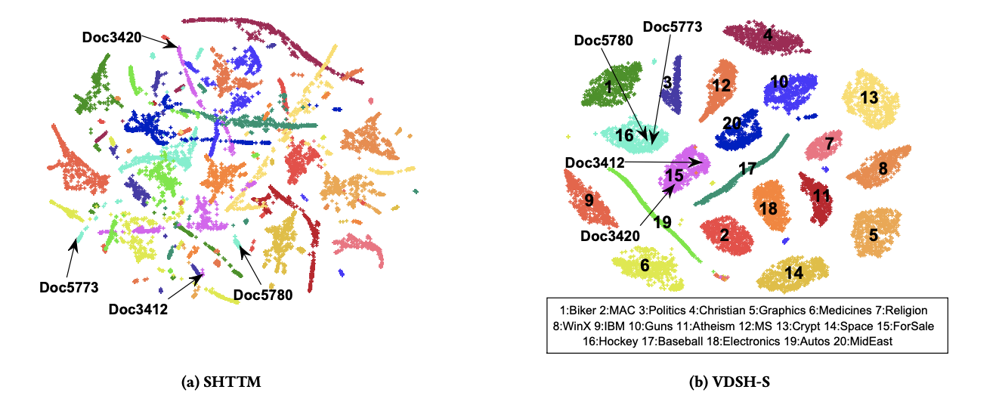 Doc3420
Doc5773
Doc3412
Doc5780
(a) SHTTM
Doc5773
Doc5780
4
1
3
12
10
13
20
16
7
Doc3412
15
17
8
9
11
18
19
Doc3420
2
5
6
14
1:Biker 2:MAC 3:Politics 4:Christian 5:Graphics 6:Medicines 7:Religion
8:WinX 9:IBM 10:Guns 11:Atheism 12:MS 13:Crypt 14:Space 15:ForSale
16:Hockey 17:Baseball 18:Electronics 19:Autos 20:MidEast
(b) VDSH-S